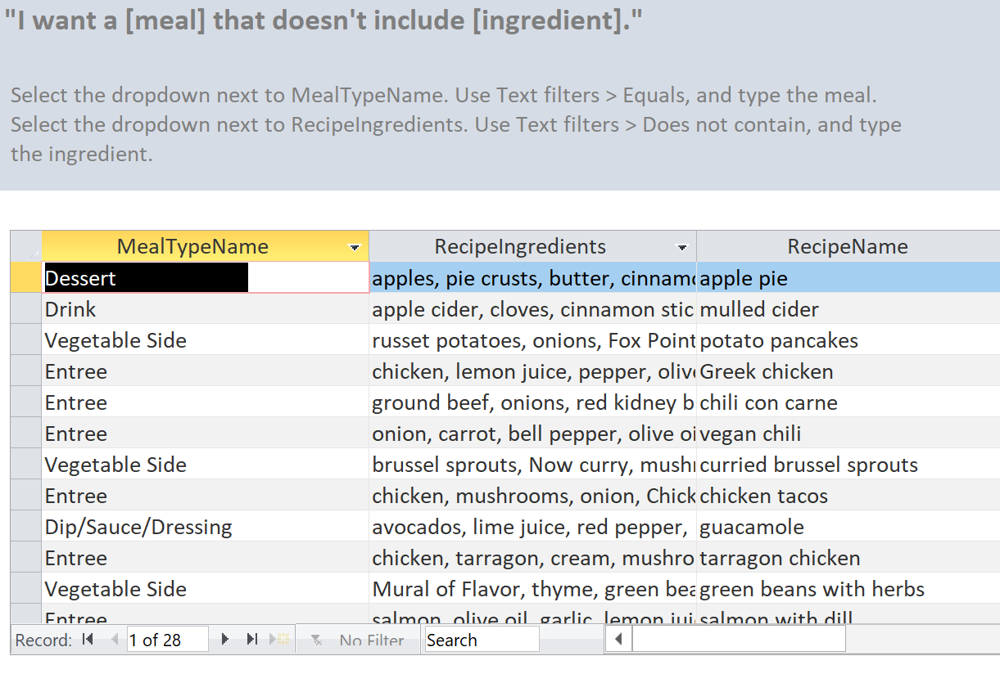 "I want a [meal] that doesn't include [ingredient]."
Select the dropdown next to MealTypeName. Use Text filters > Equals, and type the meal.
Select the dropdown next to RecipeIngredients. Use Text filters > Does not contain, and type
the ingredient.
MealTypeName RecipeIngredients RecipeName
Dessert apples, pie crusts, butter, apple pie
Drink apple cider, cloves, cinnamon stic mulled cider
Vegetable Side russet potatoes, onions, Fox Point potato pancakes
Entree chicken, lemon juice, pepper, Greek chicken
Entree ground beef, onions, red kidney b chili con carne
Entree onion, carrot, bell pepper, olive vegan chili
Vegetable Side brussel sprouts, Now curry, curried brussel sprouts
Entree chicken, mushrooms, onion, Chick chicken tacos
Dip/Sauce/Dressing avocados, lime juice, red pepper, guacamole
Entree chicken, tarragon, cream, mushro tarragon chicken
Vegetable Side Mural of Flavor, thyme, green green beans with herbs
Entree salmon, olive oil, garlic, lemon salmon with dill
Record: 1 of 28 No Filter Search